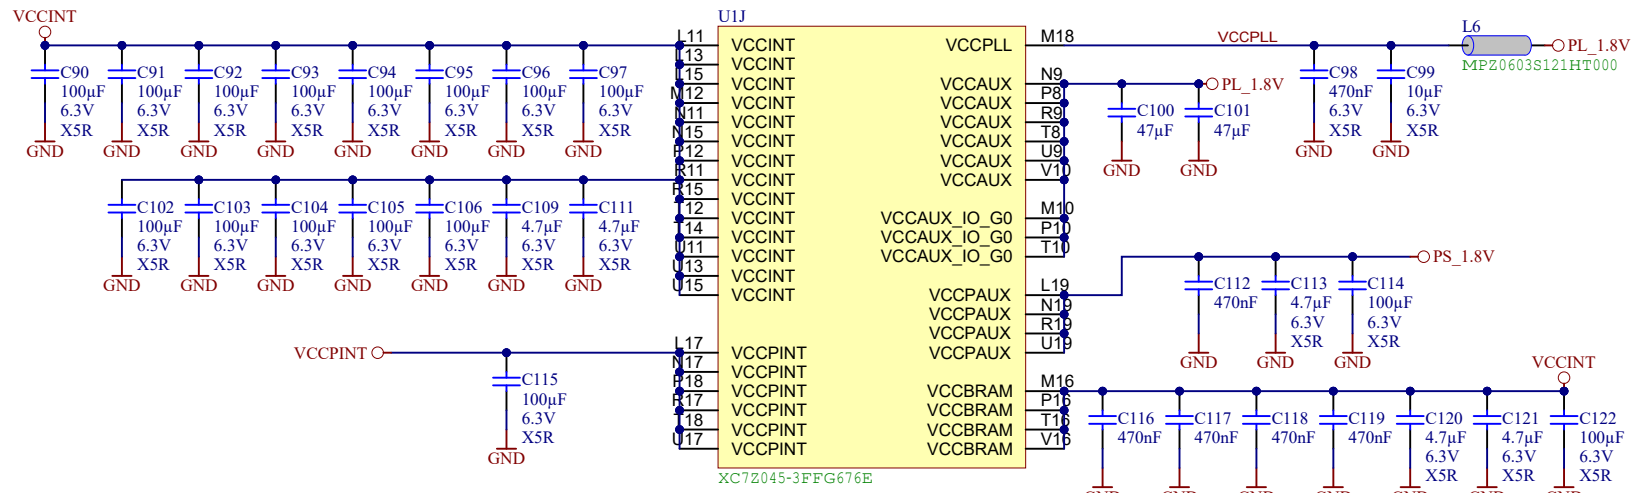 U1J
VCCINT
C90
100µF
6.3V
X5R
GND
C91
100µF
6.3V
X5R
GND
C92
100µF
6.3V
X5R
GND
C93
100µF
6.3V
X5R
GND
C94
100µF
6.3V
X5R
GND
C95
100µF
6.3V
X5R
GND
C96
100µF
6.3V
X5R
GND
C97
100µF
6.3V
X5R
GND
C102
100µF
6.3V
X5R
GND
C103
100µF
6.3V
X5R
GND
C104
100µF
6.3V
X5R
GND
C105
100µF
6.3V
X5R
GND
C106
100µF
6.3V
X5R
GND
C109
4.7µF
6.3V
X5R
GND
C111
4.7µF
6.3V
X5R
GND
VCCPINT
C115
100µF
6.3V
X5R
GND
L11 VCCINT
L13 VCCINT
L15 VCCINT
M12 VCCINT
N11 VCCINT
N15 VCCINT
P12 VCCINT
R11 VCCINT
R15 VCCINT
T12 VCCINT
T14 VCCINT
U11 VCCINT
U13 VCCINT
U15 VCCINT
L17 VCCPINT
N17 VCCPINT
P18 VCCPINT
R17 VCCPINT
T18 VCCPINT
U17 VCCPINT
VCCPLL M18
VCCAUX N9
VCCAUX P8
VCCAUX R9
VCCAUX T8
VCCAUX U9
VCCAUX V10
VCCAUX_IO_G0 M10
VCCAUX_IO_G0 P10
VCCAUX_IO_G0 T10
VCCPAUX L19
VCCPAUX N19
VCCPAUX R19
VCCPAUX U19
VCCBRAM M16
VCCBRAM P16
VCCBRAM T16
VCCBRAM V16
XC7Z045-3FFG676E
VCCPLL
L6
PL_1.8V
MPZ0603S121HT000
C98
470nF
6.3V
X5R
GND
C99
10µF
6.3V
X5R
GND
PL_1.8V
C100
47µF
GND
C101
47µF
GND
PS_1.8V
C112
470nF
GND
C113
4.7µF
6.3V
X5R
GND
C114
100µF
6.3V
X5R
GND
VCCINT
C116
470nF
GND
C117
470nF
GND
C118
470nF
GND
C119
470nF
GND
C120
4.7µF
6.3V
X5R
GND
C121
4.7µF
6.3V
X5R
GND
C122
100µF
6.3V
X5R
GND